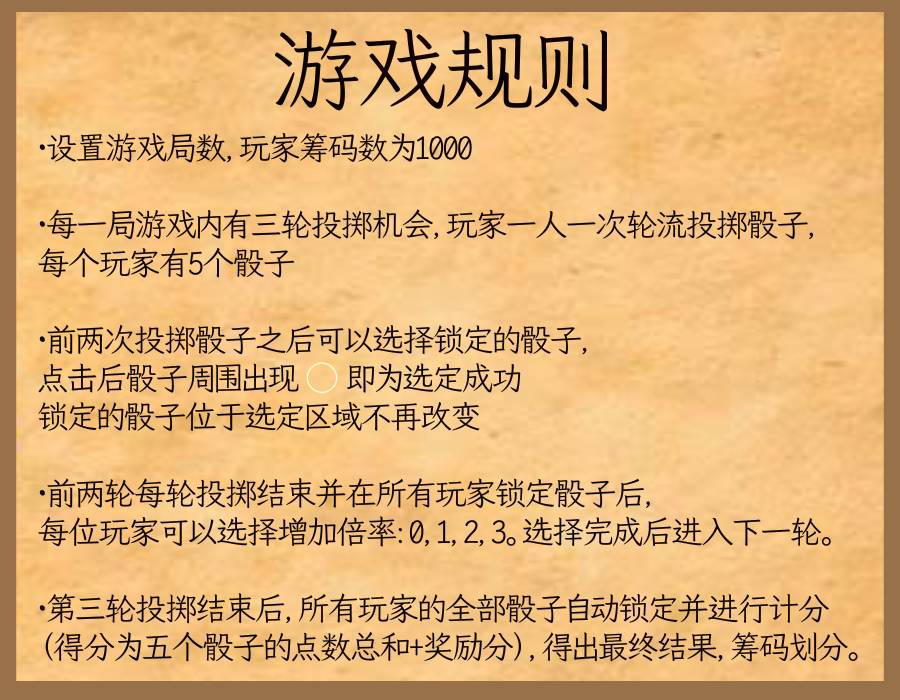 游戏规则
·设置游戏局数,玩家筹码数为1000
·每一局游戏内有三轮投掷机会,玩家一人一次轮流投掷骰子,
每个玩家有5个骰子
·前两次投掷骰子之后可以选择锁定的骰子,
点击后骰子周围出现 即为选定成功
锁定的骰子位于选定区域不再改变
·前两轮每轮投掷结束并在所有玩家锁定骰子后,
每位玩家可以选择增加倍率:0,1,2,3。选择完成后进入下一轮。
·第三轮投掷结束后,所有玩家的全部骰子自动锁定并进行计分
(得分为五个骰子的点数总和+奖励分),得出最终结果,筹码划分。